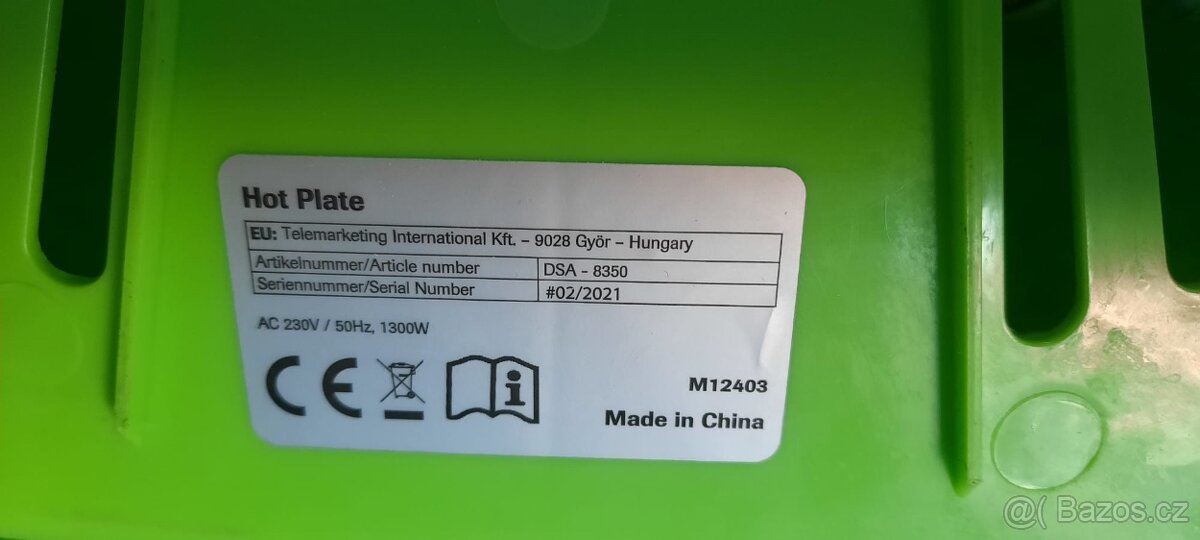 Hot Plate
EU: Telemarketing International Kft. – 9028 Györ – Hungary
Artikelnummer/Article number DSA - 8350
Seriennummer/Serial Number #02/2021
AC 230V / 50Hz, 1300W
CE
M12403
Made in China
@( Bazos.cz